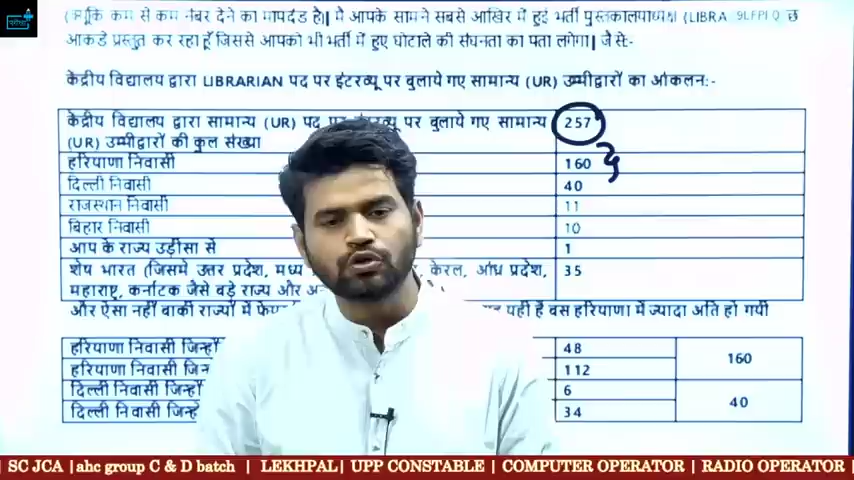 (क्योंकि कम से कम नंबर देने का मापदंड है)| मै आपके सामने सबसे आखिर में हुई भर्ती पुस्तकालयाध्यक्ष
आकडे प्रस्तुत कर रहा हूँ जिससे आपको भी भर्ती में हुए घोटाले की सघनता का पता लगेगा| जैसे:-
केंद्रीय विद्यालय द्वारा LIBRARIAN पद पर इंटरव्यू पर बुलाये गए सामान्य (UR) उम्मीद्वारों का आंकलन:-
केंद्रीय विद्यालय द्वारा सामान्य (UR) पद पर पर बुलाये गए सामान्य 257
(UR) उम्मीद्वारों की कुल संख्या
हरियाणा निवासी 160
दिल्ली निवासी 40
राजस्थान निवासी 11
बिहार निवासी 10
आप के राज्य उड़ीसा से 1
शेष भारत (जिसमे उत्तर प्रदेश, मध्य केरल, आंध्र प्रदेश, 35
महाराष्ट्र, कर्नाटक जैसे बड़े राज्य और
और ऐसा नहीं बाकी राज्यों में यही है बस हरियाणा में ज्यादा अति हो गयी
हरियाणा निवासी 48 160
हरियाणा निवासी 112
दिल्ली निवासी 6 40
दिल्ली निवासी 34
SC JCA |ahc group C & D batch | LEKHPAL| UPP CONSTABLE | COMPUTER OPERATOR | RADIO OPERATOR